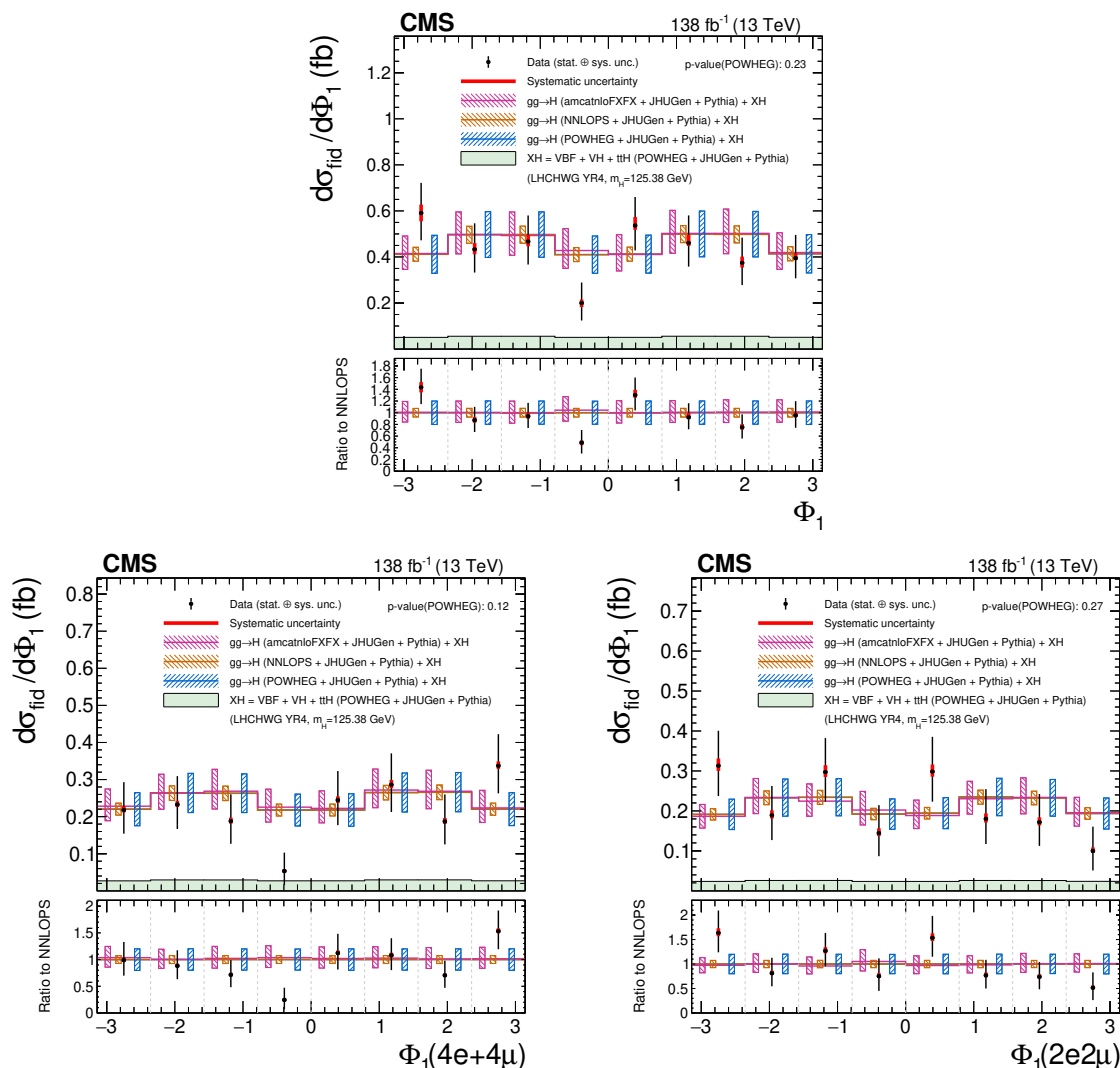 CMS 138 fb⁻¹ (13 TeV)
dσ_fid/dΦ₁ (fb)
Data (stat. ⊕ sys. unc.) p-value(POWHEG): 0.23
Systematic uncertainty
gg→H (amcatnloFXFX + JHUGen + Pythia) + XH
gg→H (NNLOPS + JHUGen + Pythia) + XH
gg→H (POWHEG + JHUGen + Pythia) + XH
XH = VBF + VH + ttH (POWHEG + JHUGen + Pythia)
(LHCHWG YR4, m_H=125.38 GeV)
1.2
1
0.8
0.6
0.4
0.2
Ratio to NNLOPS
1.8
1.6
1.4
1.2
1.0
0.8
0.6
0.4
0.2
0
−3 −2 −1 0 1 2 3
Φ₁
CMS 138 fb⁻¹ (13 TeV)
dσ_fid/dΦ₁ (fb)
Data (stat. ⊕ sys. unc.) p-value(POWHEG): 0.12
Systematic uncertainty
gg→H (amcatnloFXFX + JHUGen + Pythia) + XH
gg→H (NNLOPS + JHUGen + Pythia) + XH
gg→H (POWHEG + JHUGen + Pythia) + XH
XH = VBF + VH + ttH (POWHEG + JHUGen + Pythia)
(LHCHWG YR4, m_H=125.38 GeV)
0.8
0.7
0.6
0.5
0.4
0.3
0.2
0.1
Ratio to NNLOPS
2
1.5
1
0.5
0
−3 −2 −1 0 1 2 3
Φ₁(4e+4μ)
CMS 138 fb⁻¹ (13 TeV)
dσ_fid/dΦ₁ (fb)
Data (stat. ⊕ sys. unc.) p-value(POWHEG): 0.27
Systematic uncertainty
gg→H (amcatnloFXFX + JHUGen + Pythia) + XH
gg→H (NNLOPS + JHUGen + Pythia) + XH
gg→H (POWHEG + JHUGen + Pythia) + XH
XH = VBF + VH + ttH (POWHEG + JHUGen + Pythia)
(LHCHWG YR4, m_H=125.38 GeV)
0.7
0.6
0.5
0.4
0.3
0.2
0.1
Ratio to NNLOPS
2
1.5
1
0.5
0
−3 −2 −1 0 1 2 3
Φ₁(2e2μ)